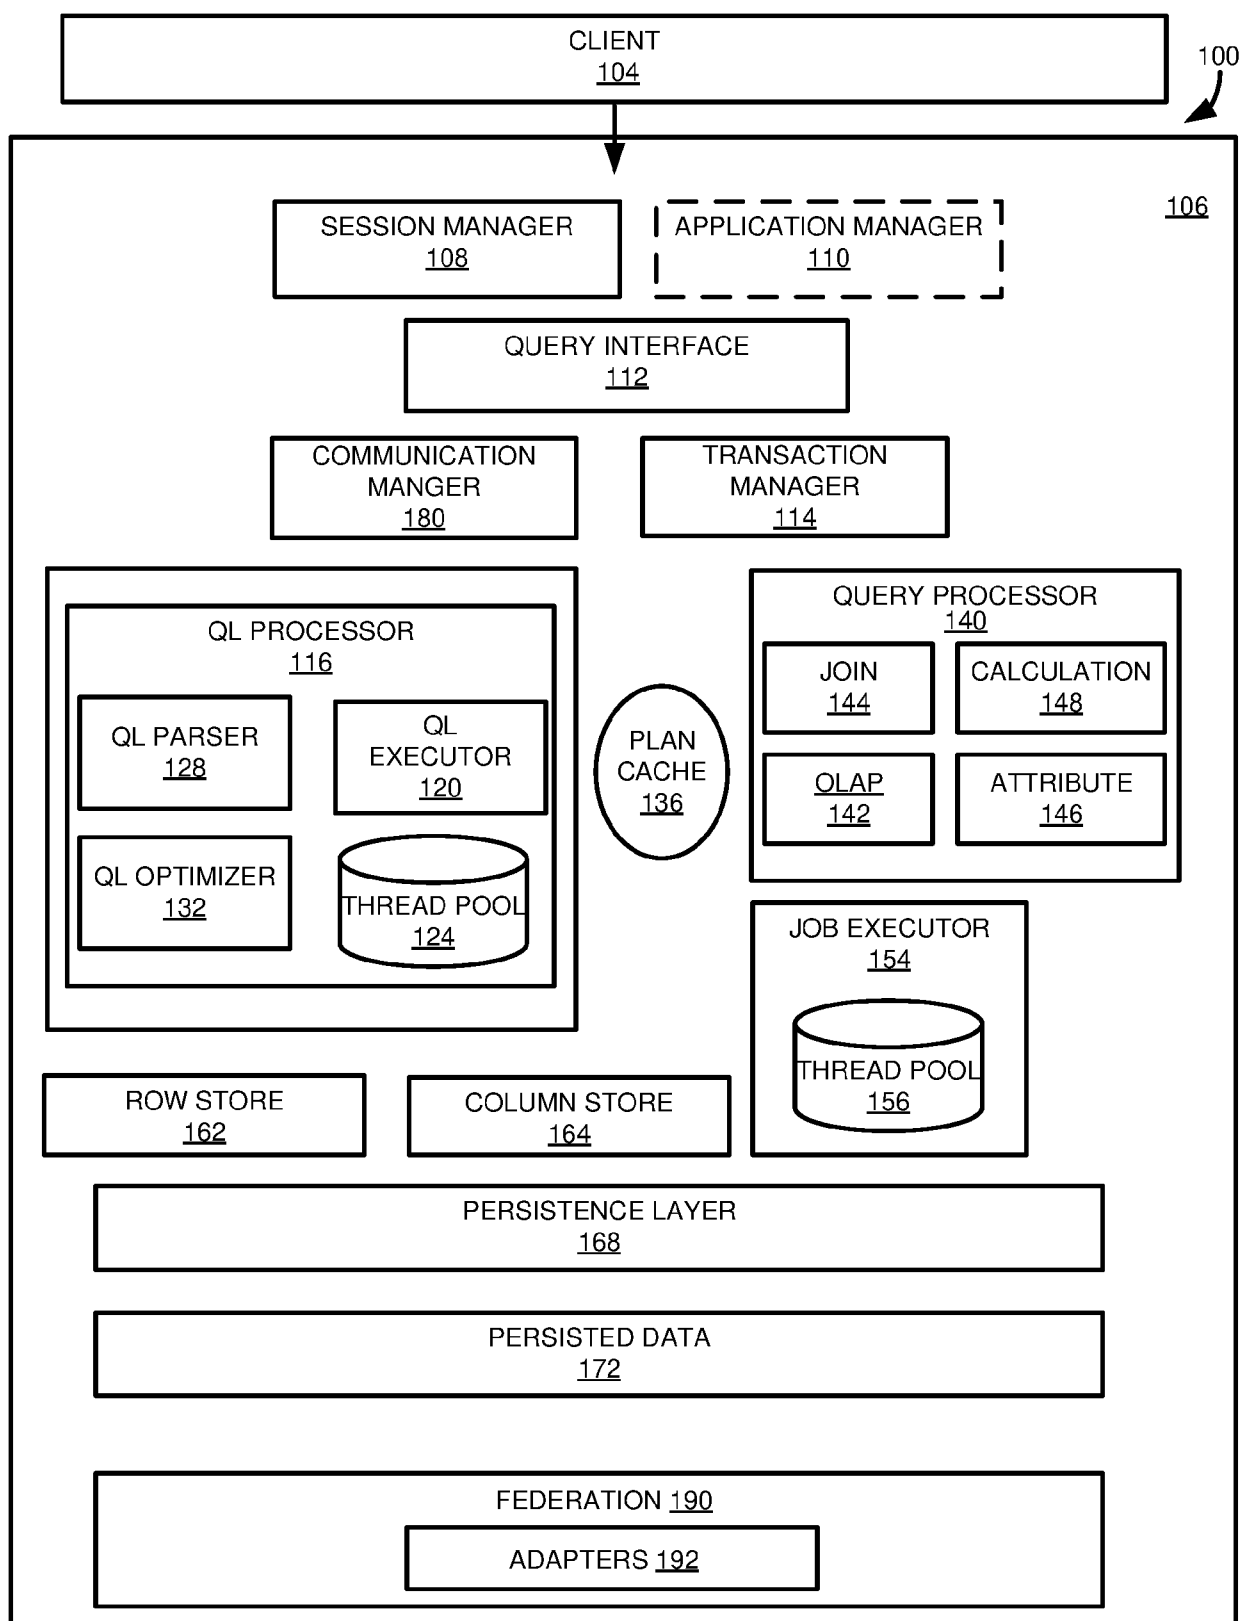 CLIENT
104
100
106
SESSION MANAGER
108
APPLICATION MANAGER
110
QUERY INTERFACE
112
COMMUNICATION
MANGER
180
TRANSACTION
MANAGER
114
QL PROCESSOR
116
QL PARSER
128
QL
EXECUTOR
120
QL OPTIMIZER
132
THREAD POOL
124
PLAN
CACHE
136
QUERY PROCESSOR
140
JOIN
144
CALCULATION
148
OLAP
142
ATTRIBUTE
146
JOB EXECUTOR
154
THREAD POOL
156
ROW STORE
162
COLUMN STORE
164
PERSISTENCE LAYER
168
PERSISTED DATA
172
FEDERATION 190
ADAPTERS 192